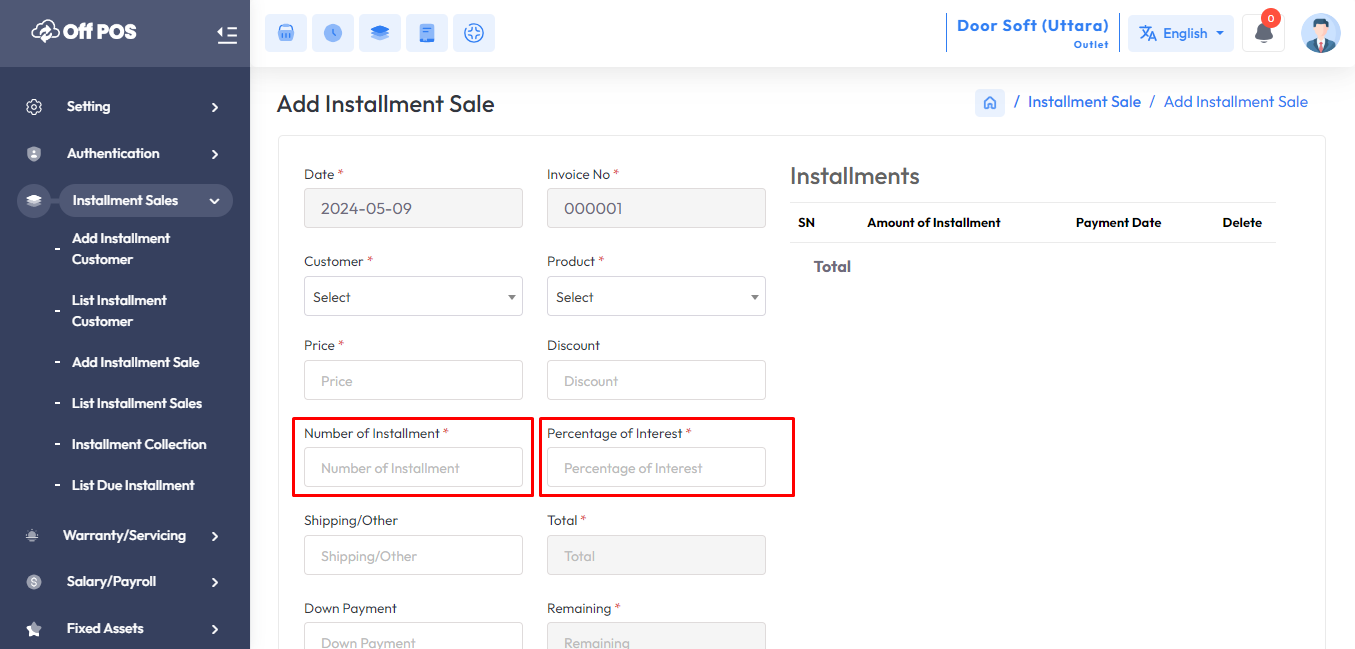 Off POS
Door Soft (Uttara)
Outlet
English
0
Setting
Authentication
Installment Sales
- Add Installment
Customer
- List Installment
Customer
- Add Installment Sale
- List Installment Sales
- Installment Collection
- List Due Installment
Warranty/Servicing
Salary/Payroll
Fixed Assets
Add Installment Sale
/ Installment Sale / Add Installment Sale
Date * Invoice No *
2024-05-09 000001
Customer * Product *
Select Select
Price * Discount
Price Discount
Number of Installment * Percentage of Interest *
Number of Installment Percentage of Interest
Shipping/Other Total *
Shipping/Other Total
Down Payment Remaining *
Down Payment Remaining
Installments
SN Amount of Installment Payment Date Delete
Total